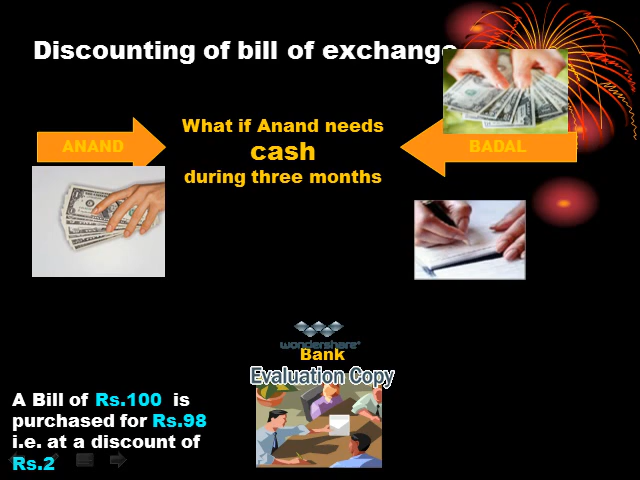 Discounting of bill of exchange
What if Anand needs
ANAND
cash
BADAL
during three months
wondershare
Bank
Evaluation Copy
A Bill of Rs.100 is
purchased for Rs.98
i.e. at a discount of
Rs.2